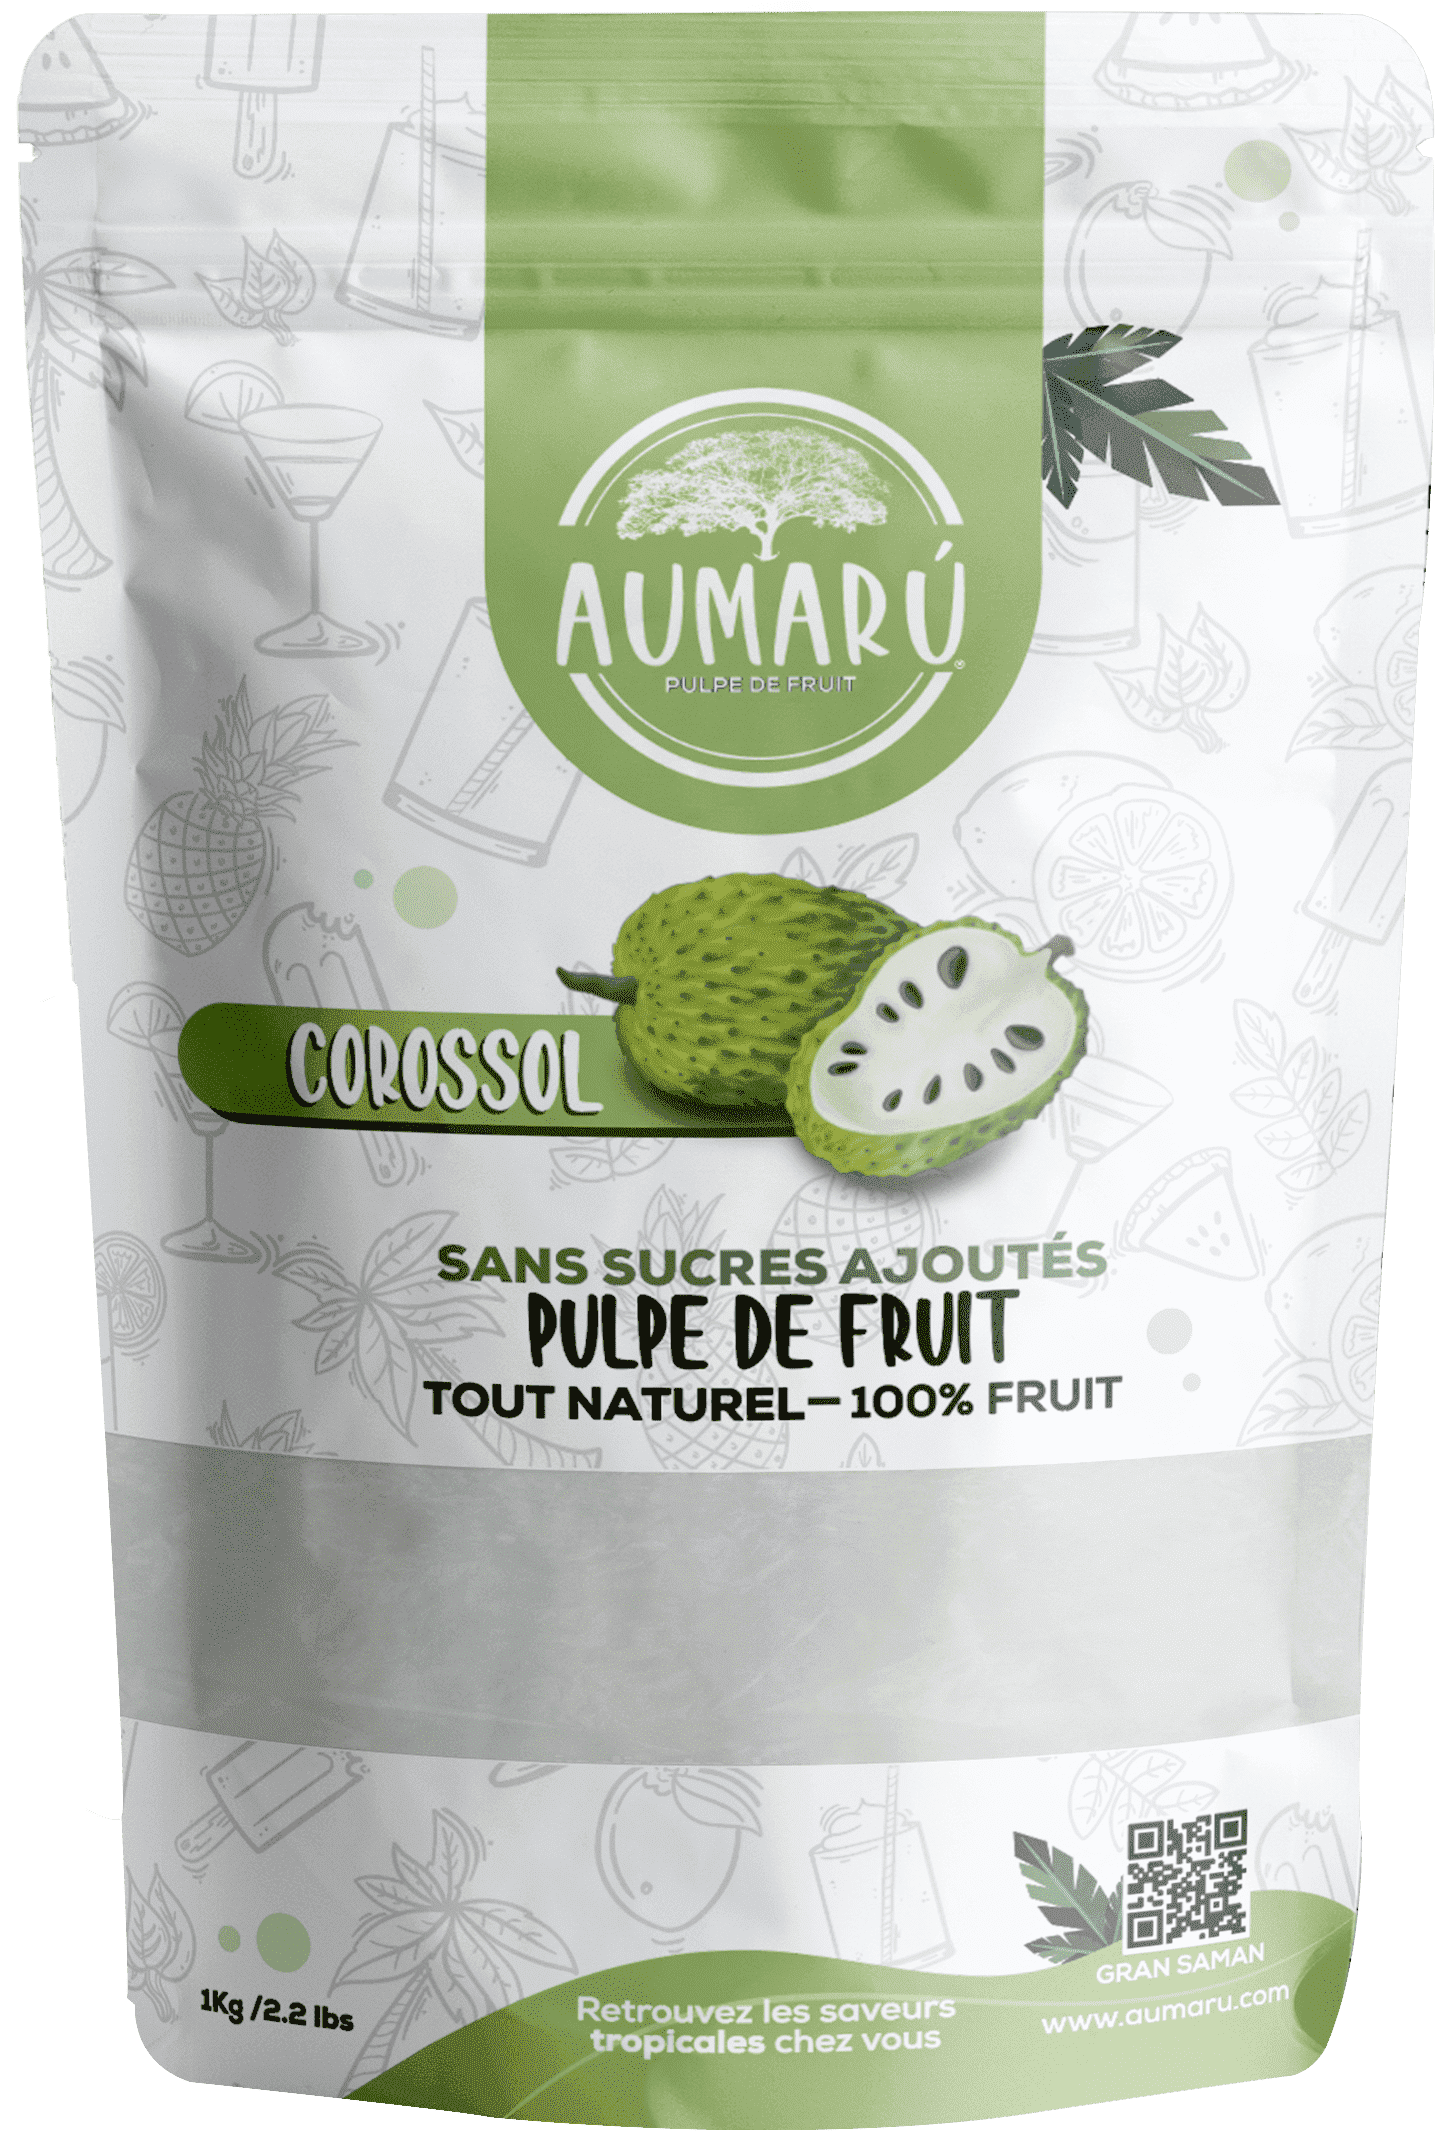 AUMARÚ®
PULPE DE FRUIT
COROSSOL
SANS SUCRES AJOUTÉS
PULPE DE FRUIT
TOUT NATUREL—100% FRUIT
GRAN SAMAN
www.aumaru.com
1Kg /2.2 lbs
Retrouvez les saveurs
tropicales chez vous